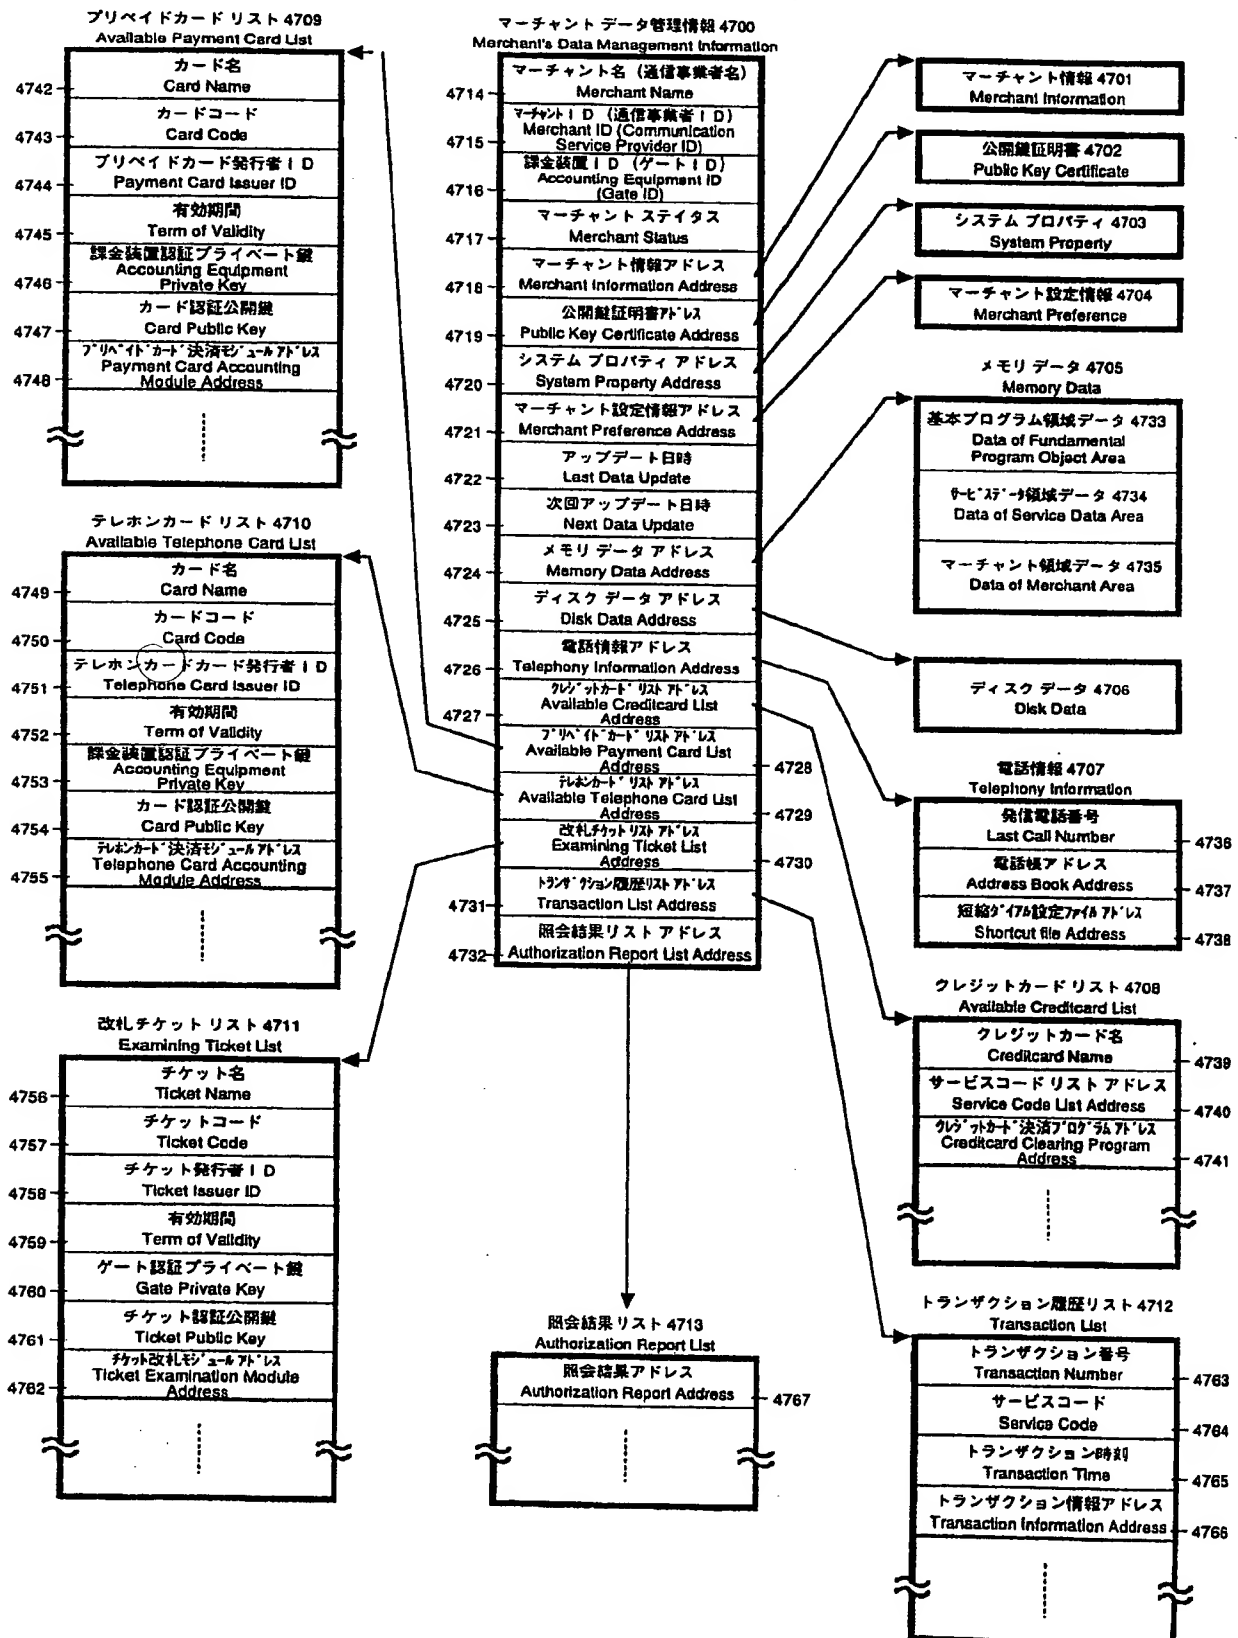 プリペイドカード リスト 4709
Available Payment Card List
カード名
Card Name
4742
カードコード
Card Code
4743
プリペイドカード発行者ＩＤ
Payment Card Issuer ID
4744
有効期間
Term of Validity
4745
課金装置認証プライベート鍵
Accounting Equipment
Private Key
4746
カード認証公開鍵
Card Public Key
4747
プリペイドカード決済モジュールアドレス
Payment Card Accounting
Module Address
4748
テレホンカード リスト 4710
Available Telephone Card List
カード名
Card Name
4749
カードコード
Card Code
4750
テレホンカードカード発行者ＩＤ
Telephone Card Issuer ID
4751
有効期間
Term of Validity
4752
課金装置認証プライベート鍵
Accounting Equipment
Private Key
4753
カード認証公開鍵
Card Public Key
4754
テレホンカード決済モジュールアドレス
Telephone Card Accounting
Module Address
4755
改札チケット リスト 4711
Examining Ticket List
チケット名
Ticket Name
4756
チケットコード
Ticket Code
4757
チケット発行者ＩＤ
Ticket Issuer ID
4758
有効期間
Term of Validity
4759
ゲート認証プライベート鍵
Gate Private Key
4760
チケット認証公開鍵
Ticket Public Key
4761
チケット改札モジュールアドレス
Ticket Examination Module
Address
4762
マーチャント データ管理情報 4700
Merchant's Data Management Information
マーチャント名（通信事業者名）
Merchant Name
4714
マーチャントＩＤ（通信事業者ＩＤ）
Merchant ID (Communication
Service Provider ID)
4715
課金装置ＩＤ（ゲートＩＤ）
Accounting Equipment ID
(Gate ID)
4716
マーチャント ステイタス
Merchant Status
4717
マーチャント情報アドレス
Merchant Information Address
4718
公開鍵証明書アドレス
Public Key Certificate Address
4719
システム プロパティ アドレス
System Property Address
4720
マーチャント設定情報アドレス
Merchant Preference Address
4721
アップデート日時
Last Data Update
4722
次回アップデート日時
Next Data Update
4723
メモリ データ アドレス
Memory Data Address
4724
ディスク データ アドレス
Disk Data Address
4725
電話情報アドレス
Telephony Information Address
4726
クレジットカード リスト アドレス
Available Creditcard List
Address
4727
プリペイドカード リスト アドレス
Available Payment Card List
Address
4728
テレホンカード リスト アドレス
Available Telephone Card List
Address
4729
改札チケット リスト アドレス
Examining Ticket List
Address
4730
トランザクション履歴リスト アドレス
Transaction List Address
4731
照会結果リスト アドレス
Authorization Report List Address
4732
照会結果リスト 4713
Authorization Report List
照会結果アドレス
Authorization Report Address
4767
マーチャント情報 4701
Merchant Information
公開鍵証明書 4702
Public Key Certificate
システム プロパティ 4703
System Property
マーチャント設定情報 4704
Merchant Preference
メモリ データ 4705
Memory Data
基本プログラム領域データ 4733
Data of Fundamental
Program Object Area
サービスデータ領域データ 4734
Data of Service Data Area
マーチャント領域データ 4735
Data of Merchant Area
ディスク データ 4706
Disk Data
電話情報 4707
Telephony Information
発信電話番号
Last Call Number
4736
電話帳アドレス
Address Book Address
4737
短縮ダイアル設定ファイルアドレス
Shortcut file Address
4738
クレジットカード リスト 4708
Available Creditcard List
クレジットカード名
Creditcard Name
4739
サービスコード リスト アドレス
Service Code List Address
4740
クレジットカード決済プログラムアドレス
Creditcard Clearing Program
Address
4741
トランザクション履歴リスト 4712
Transaction List
トランザクション番号
Transaction Number
4763
サービスコード
Service Code
4764
トランザクション時刻
Transaction Time
4765
トランザクション情報アドレス
Transaction Information Address
4766